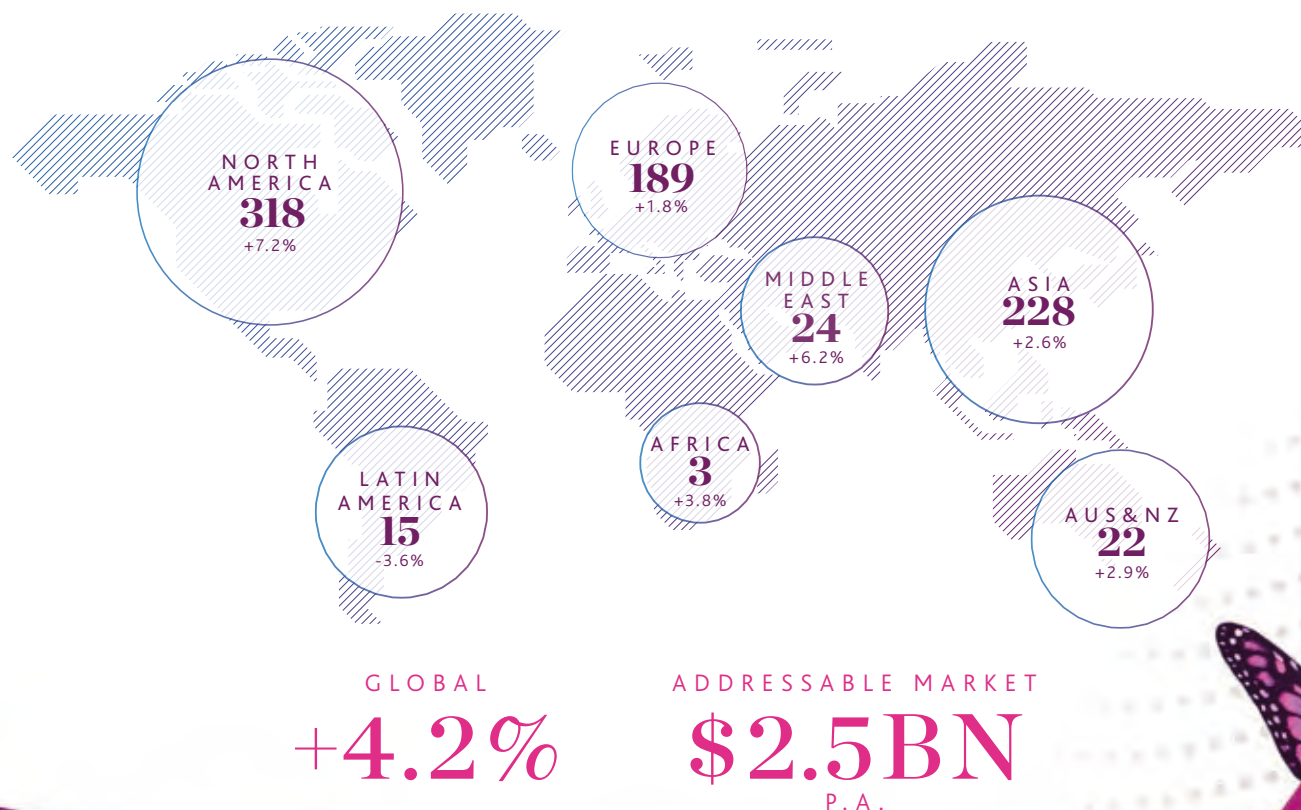 NORTH
AMERICA
318
+7.2%
EUROPE
189
+1.8%
MIDDLE
EAST
24
+6.2%
ASIA
228
+2.6%
LATIN
AMERICA
15
-3.6%
AFRICA
3
+3.8%
AUS&NZ
22
+2.9%
GLOBAL
+4.2%
ADDRESSABLE MARKET
$2.5BN
P.A.